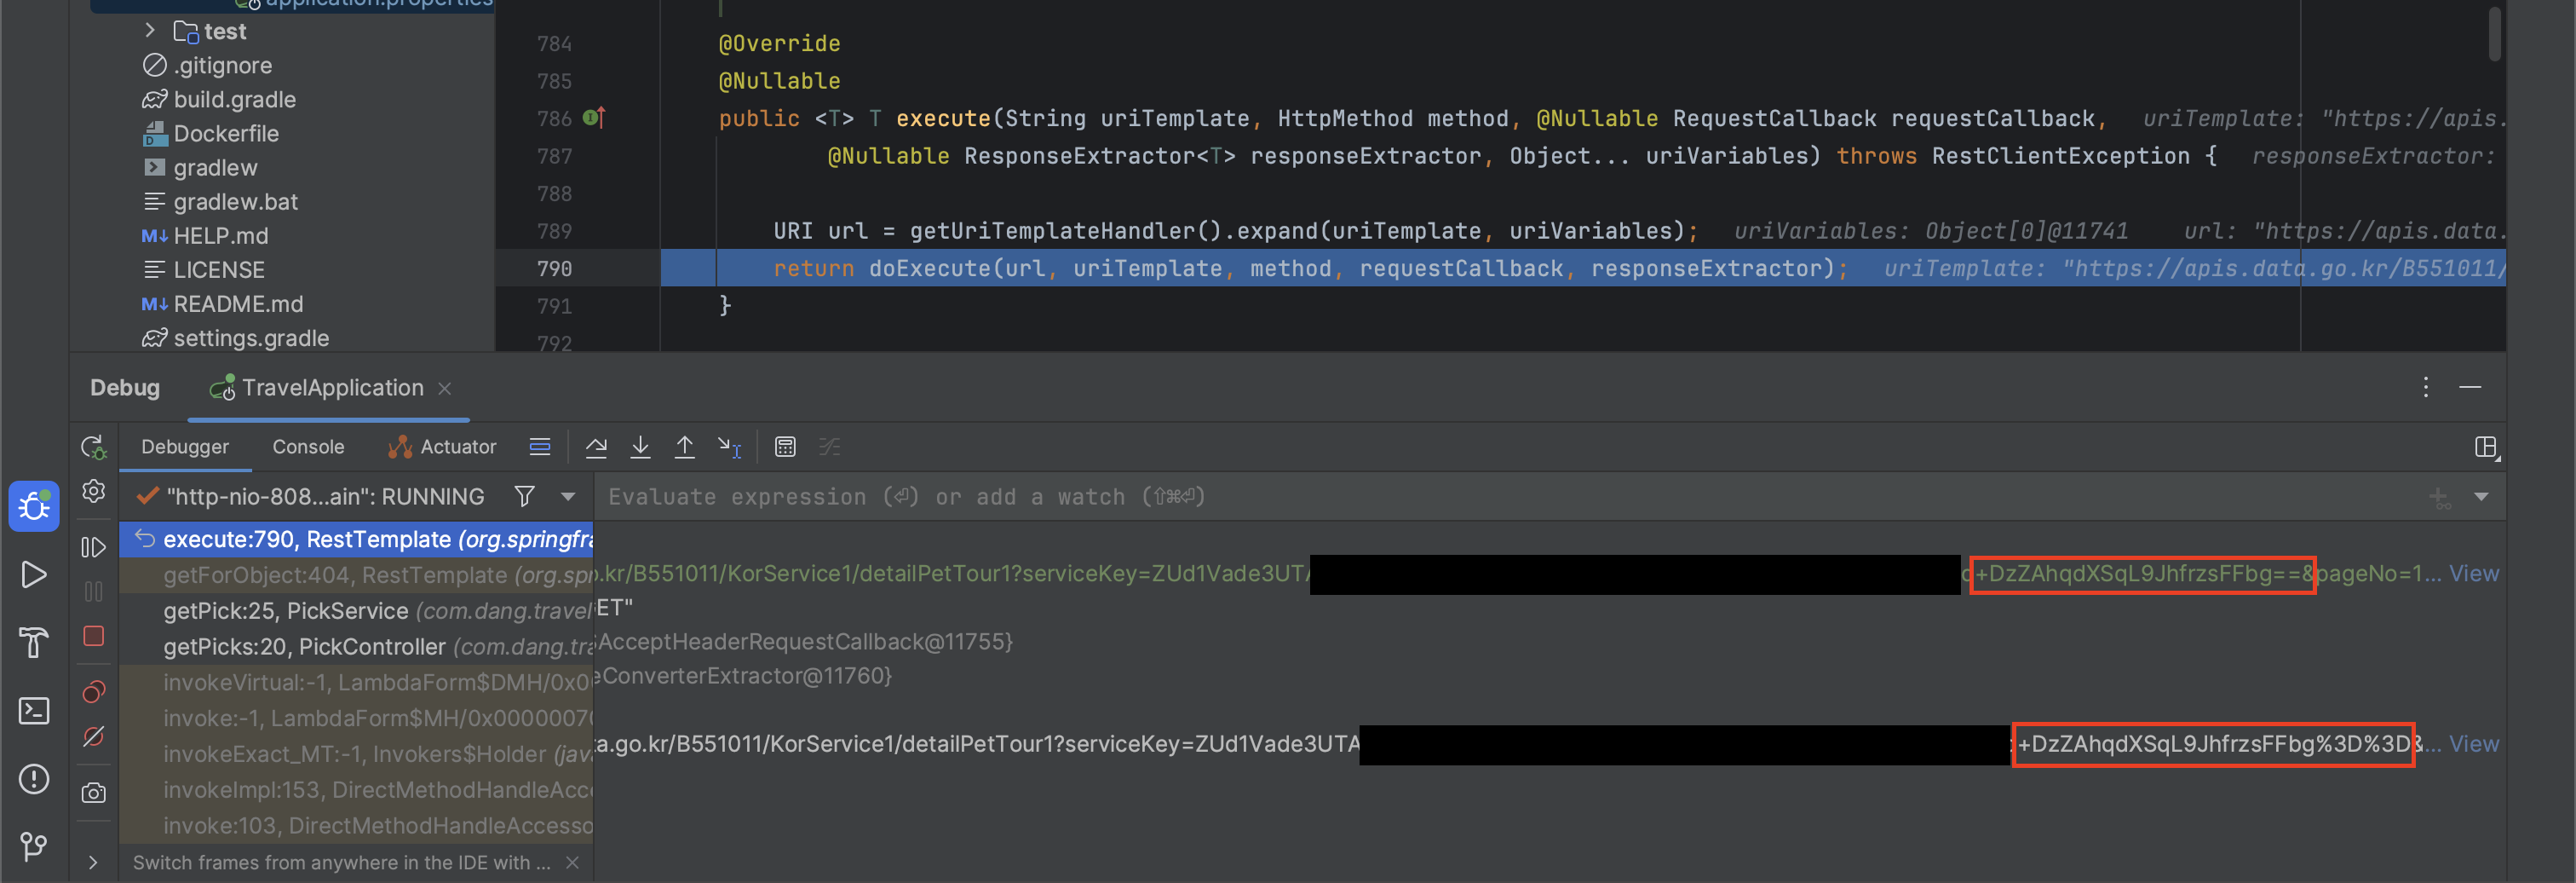 application.properties
test
.gitignore
build.gradle
Dockerfile
gradlew
gradlew.bat
HELP.md
LICENSE
README.md
settings.gradle
784 @Override
785 @Nullable
786 public <T> T execute(String uriTemplate, HttpMethod method, @Nullable RequestCallback requestCallback, uriTemplate: "https://apis.
787 @Nullable ResponseExtractor<T> responseExtractor, Object... uriVariables) throws RestClientException { responseExtractor:
788
789 URI url = getUriTemplateHandler().expand(uriTemplate, uriVariables); uriVariables: Object[0]@11741 url: "https://apis.data.
790 return doExecute(url, uriTemplate, method, requestCallback, responseExtractor); uriTemplate: "https://apis.data.go.kr/B551011/
791 }
792
Debug TravelApplication
Debugger Console Actuator
"http-nio-808...ain": RUNNING
Evaluate expression (⏎) or add a watch (⇧⌘⏎)
execute:790, RestTemplate (org.springfra
getForObject:404, RestTemplate (org.spr
getPick:25, PickService (com.dang.travel
getPicks:20, PickController (com.dang.tra
invokeVirtual:-1, LambdaForm$DMH/0x0
invoke:-1, LambdaForm$MH/0x0000007
invokeExact_MT:-1, Invokers$Holder (java
invokeImpl:153, DirectMethodHandleAcce
invoke:103, DirectMethodHandleAccesso
Switch frames from anywhere in the IDE with ...
o.kr/B551011/KorService1/detailPetTour1?serviceKey=ZUd1Vade3UTA +DzZAhqdXSqL9JhfrzsFFbg==&pageNo=1... View
ET"
AcceptHeaderRequestCallback@11755}
eConverterExtractor@11760}
ta.go.kr/B551011/KorService1/detailPetTour1?serviceKey=ZUd1Vade3UTA +DzZAhqdXSqL9JhfrzsFFbg%3D%3D&... View